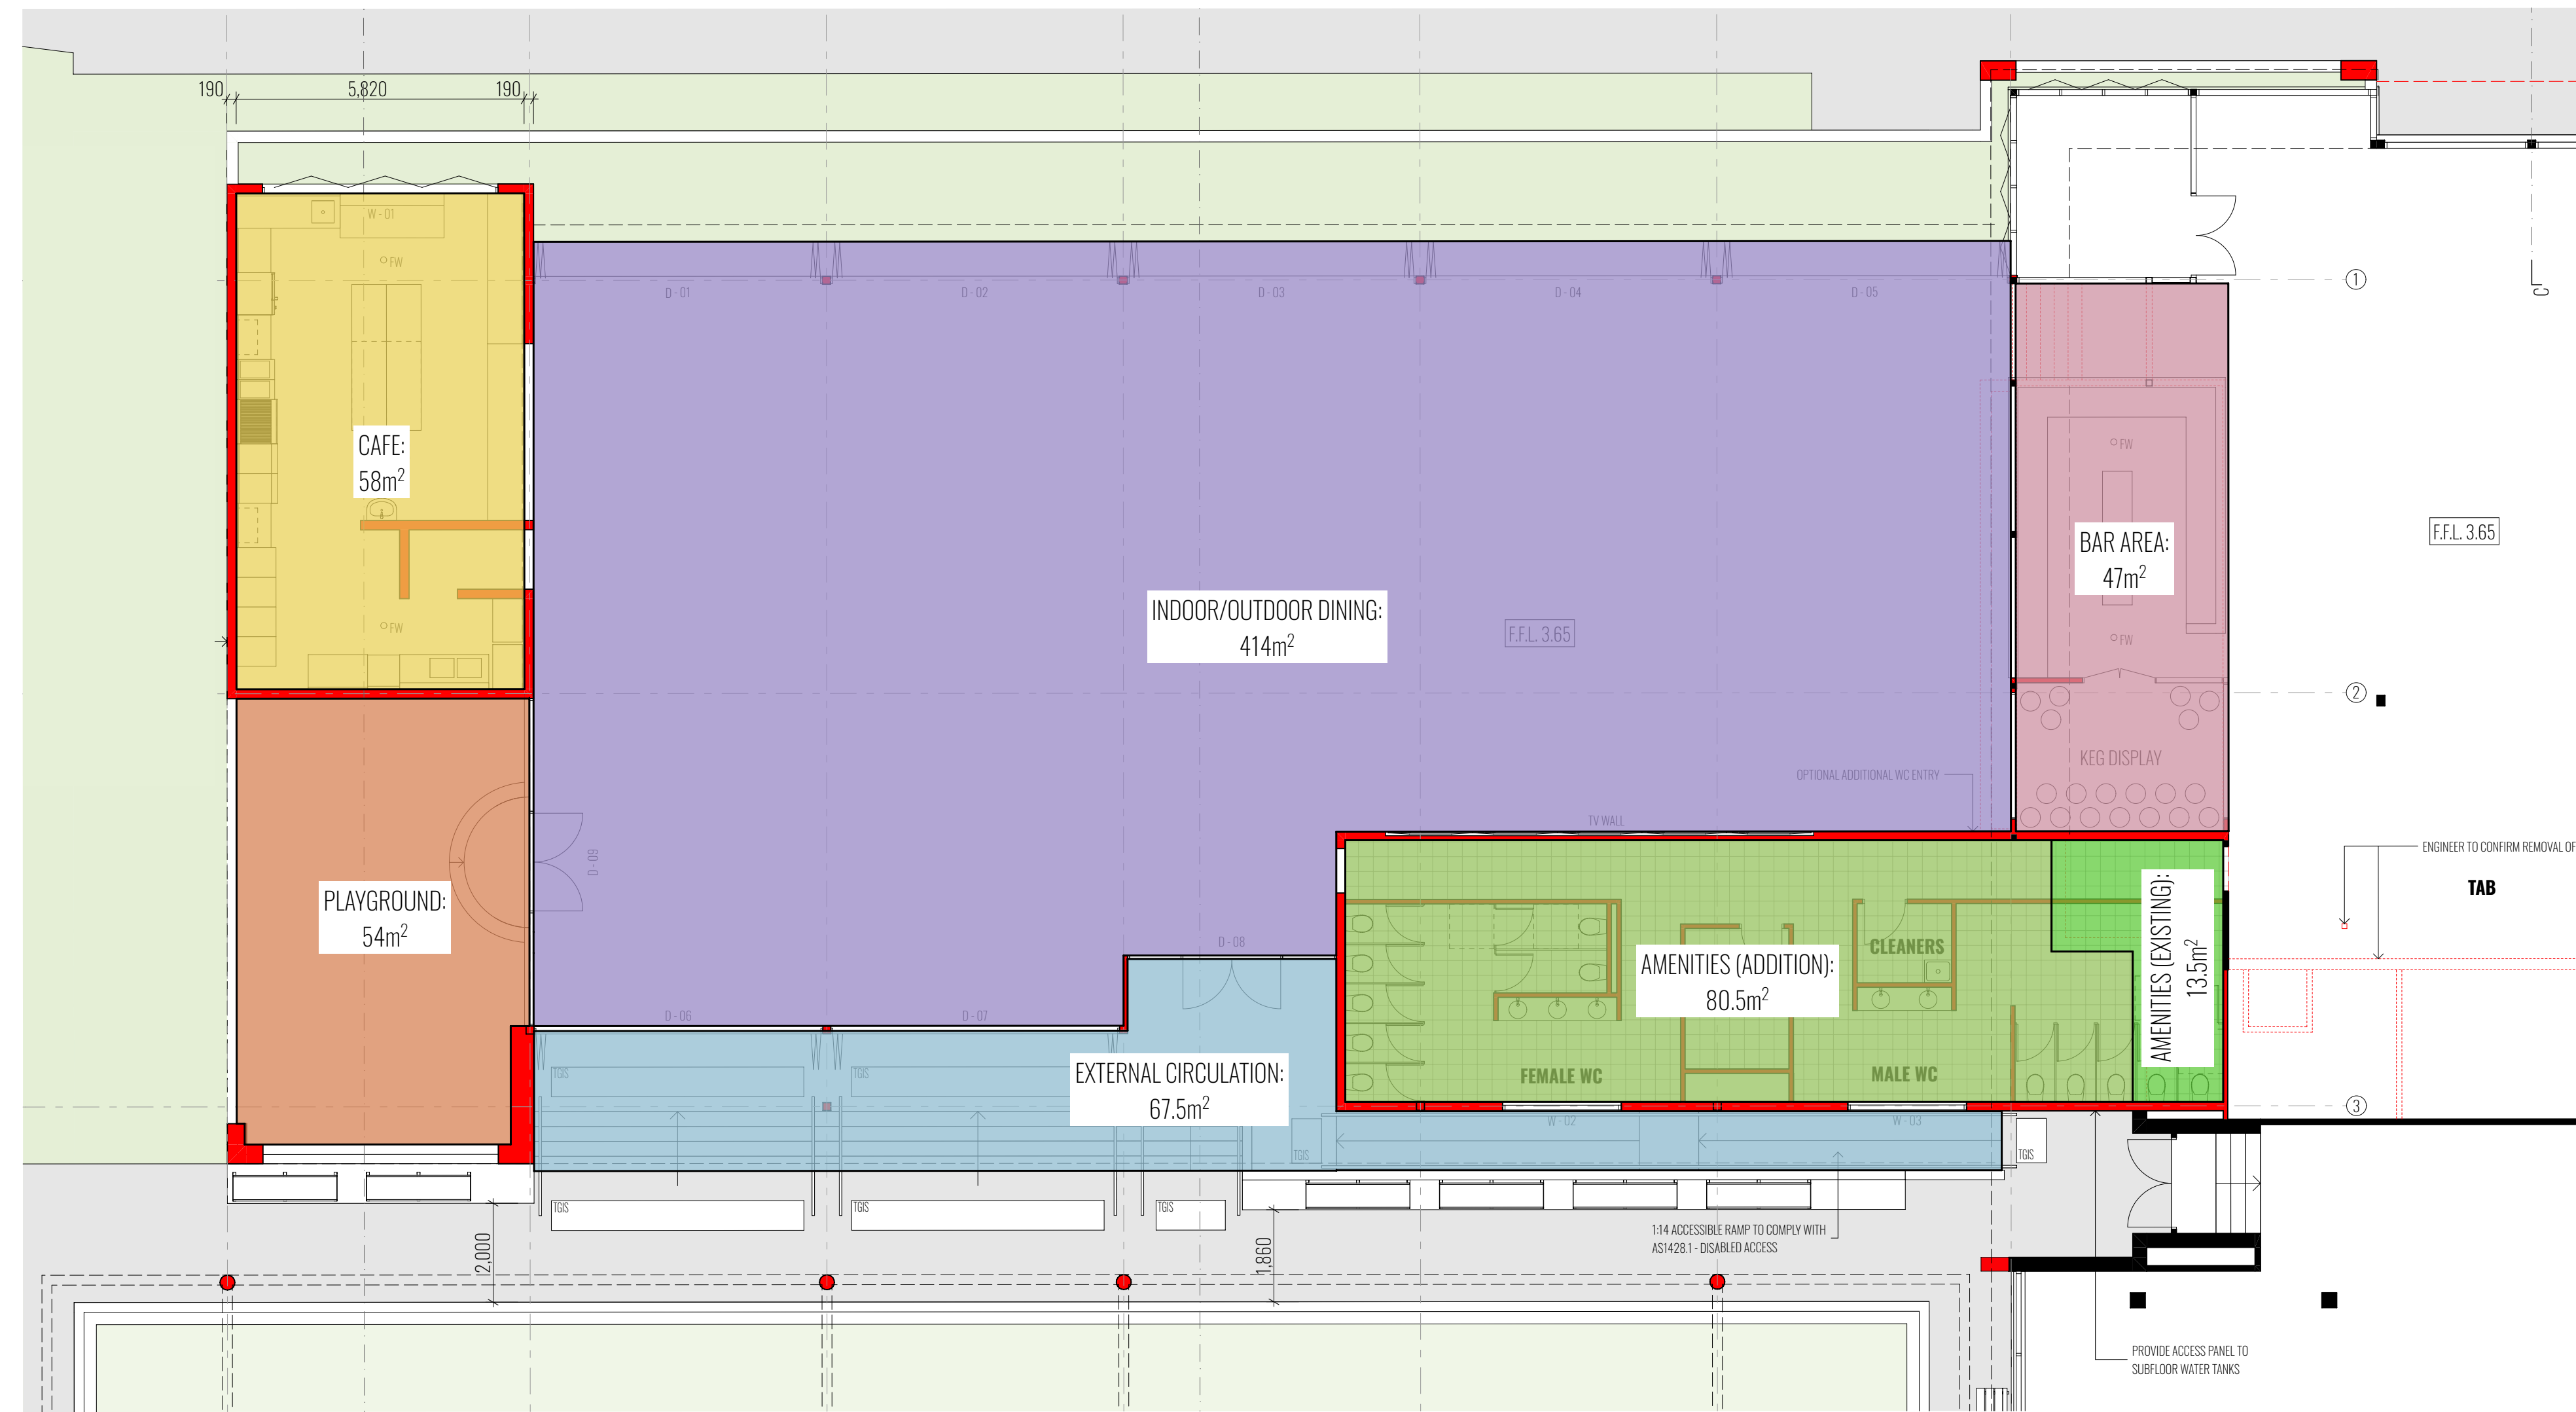 190
5,820
190
W - 01
FW
D - 01
D - 02
D - 03
D - 04
D - 05
1
CL
CAFE:
58m²
FW
BAR AREA:
47m²
F.F.L. 3.65
INDOOR/OUTDOOR DINING:
414m²
F.F.L. 3.65
FW
FW
2
KEG DISPLAY
OPTIONAL ADDITIONAL WC ENTRY
TV WALL
D - 09
ENGINEER TO CONFIRM REMOVAL OF
TAB
PLAYGROUND:
54m²
D - 08
CLEANERS
AMENITIES (ADDITION):
80.5m²
AMENITIES (EXISTING):
13.5m²
D - 06
D - 07
TGIS
TGIS
EXTERNAL CIRCULATION:
67.5m²
FEMALE WC
MALE WC
3
W - 02
W - 03
TGIS
TGIS
TGIS
TGIS
TGIS
2,000
1,860
1:14 ACCESSIBLE RAMP TO COMPLY WITH
AS1428.1 - DISABLED ACCESS
PROVIDE ACCESS PANEL TO
SUBFLOOR WATER TANKS